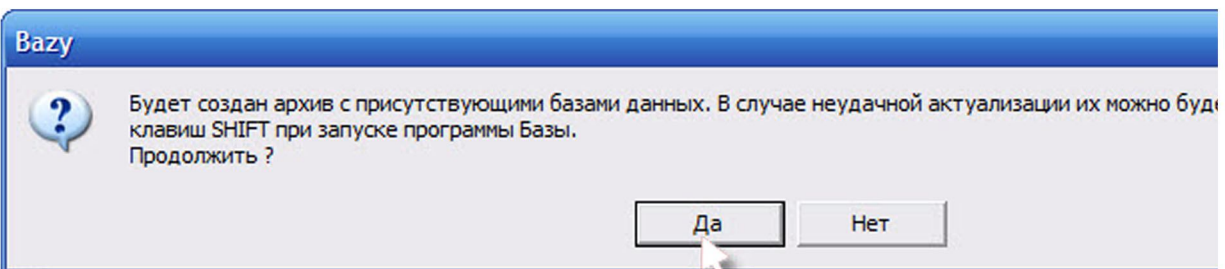 Bazy
Будет создан архив с присутствующими базами данных. В случае неудачной актуализации их можно
клавиш SHIFT при запуске программы Базы.
Продолжить ?
Да
Нет